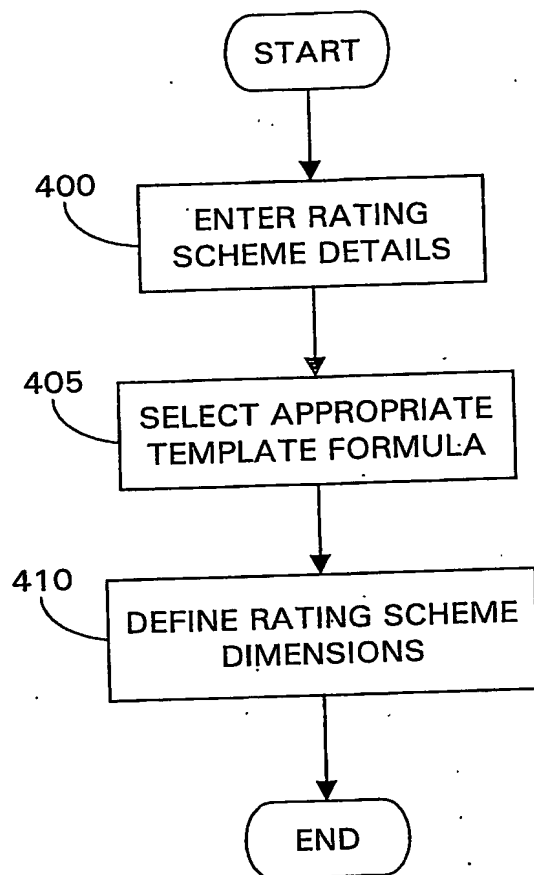 START
400
ENTER RATING
SCHEME DETAILS
405
SELECT APPROPRIATE
TEMPLATE FORMULA
410
DEFINE RATING SCHEME
DIMENSIONS
END